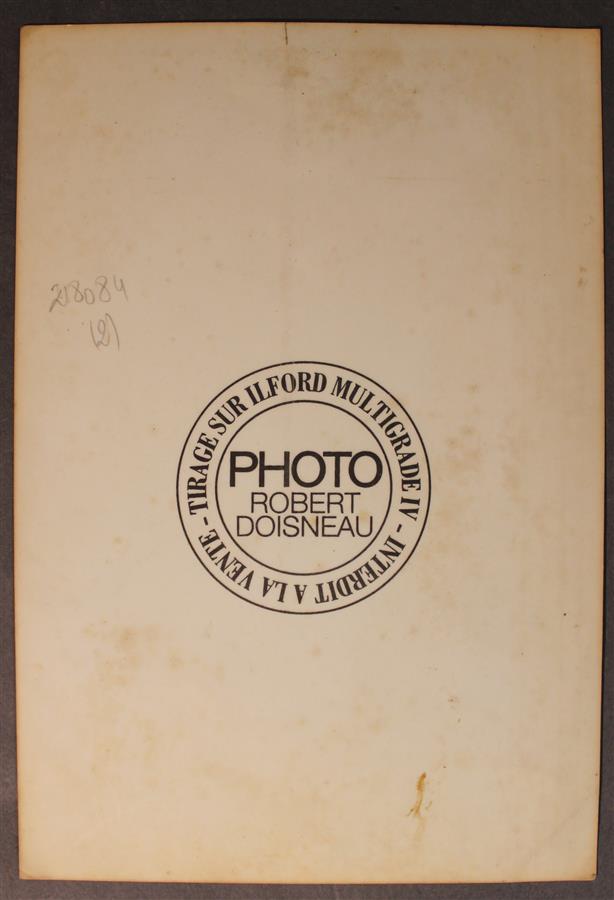 218084
(2)
TIRAGE SUR ILFORD MULTIGRADE IV - INTERDIT A LA VENTE -
PHOTO
ROBERT
DOISNEAU